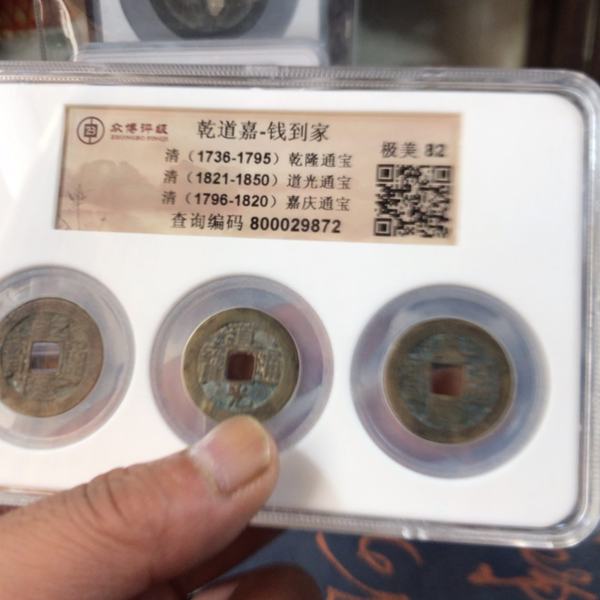 众博评级
ZHONGBO PINGJI
乾道嘉-钱到家
清（1736-1795）乾隆通宝
清（1821-1850）道光通宝
清（1796-1820）嘉庆通宝
查询编码 800029872
极美 82